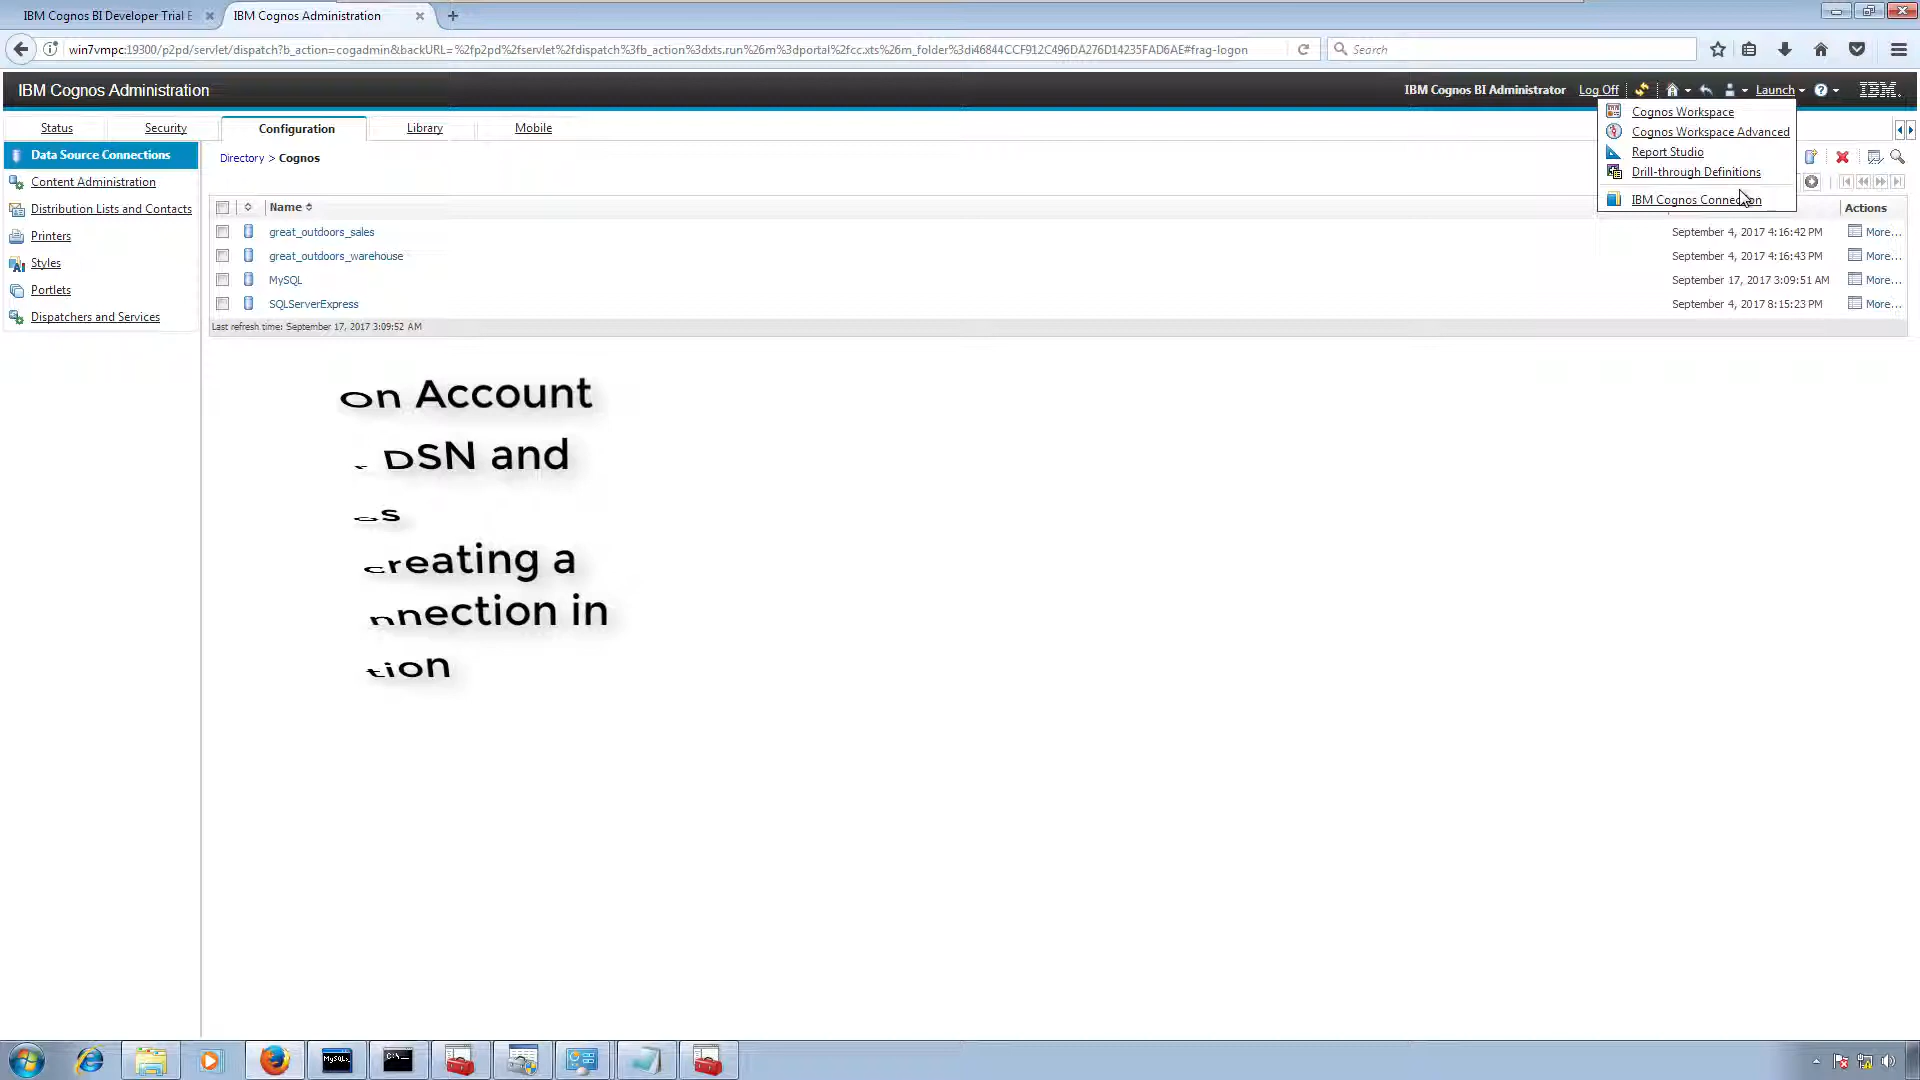 IBM Cognos BI Developer Trial E
IBM Cognos Administration
win7vmpc:19300/p2pd/servlet/dispatch?b_action=cogadmin&backURL=%2fp2pd%2fservlet%2fdispatch%3fb_action%3dxts.run%26m%3dportal%2fcc.xts%26m_folder%3di46844CCF912C496DA276D14235FAD6AE#frag-logon
Search
IBM Cognos Administration
IBM Cognos BI Administrator Log Off Launch IBM.
Status Security Configuration Library Mobile
Cognos Workspace
Cognos Workspace Advanced
Report Studio
Drill-through Definitions
IBM Cognos Connection
Data Source Connections
Content Administration
Distribution Lists and Contacts
Printers
Styles
Portlets
Dispatchers and Services
Directory > Cognos
Name Actions
great_outdoors_sales September 4, 2017 4:16:42 PM More...
great_outdoors_warehouse September 4, 2017 4:16:43 PM More...
MySQL September 17, 2017 3:09:51 AM More...
SQLServerExpress September 4, 2017 8:15:23 PM More...
Last refresh time: September 17, 2017 3:09:52 AM
on Account
r DSN and
gs
creating a
nnection in
tion
MySQL
C:\